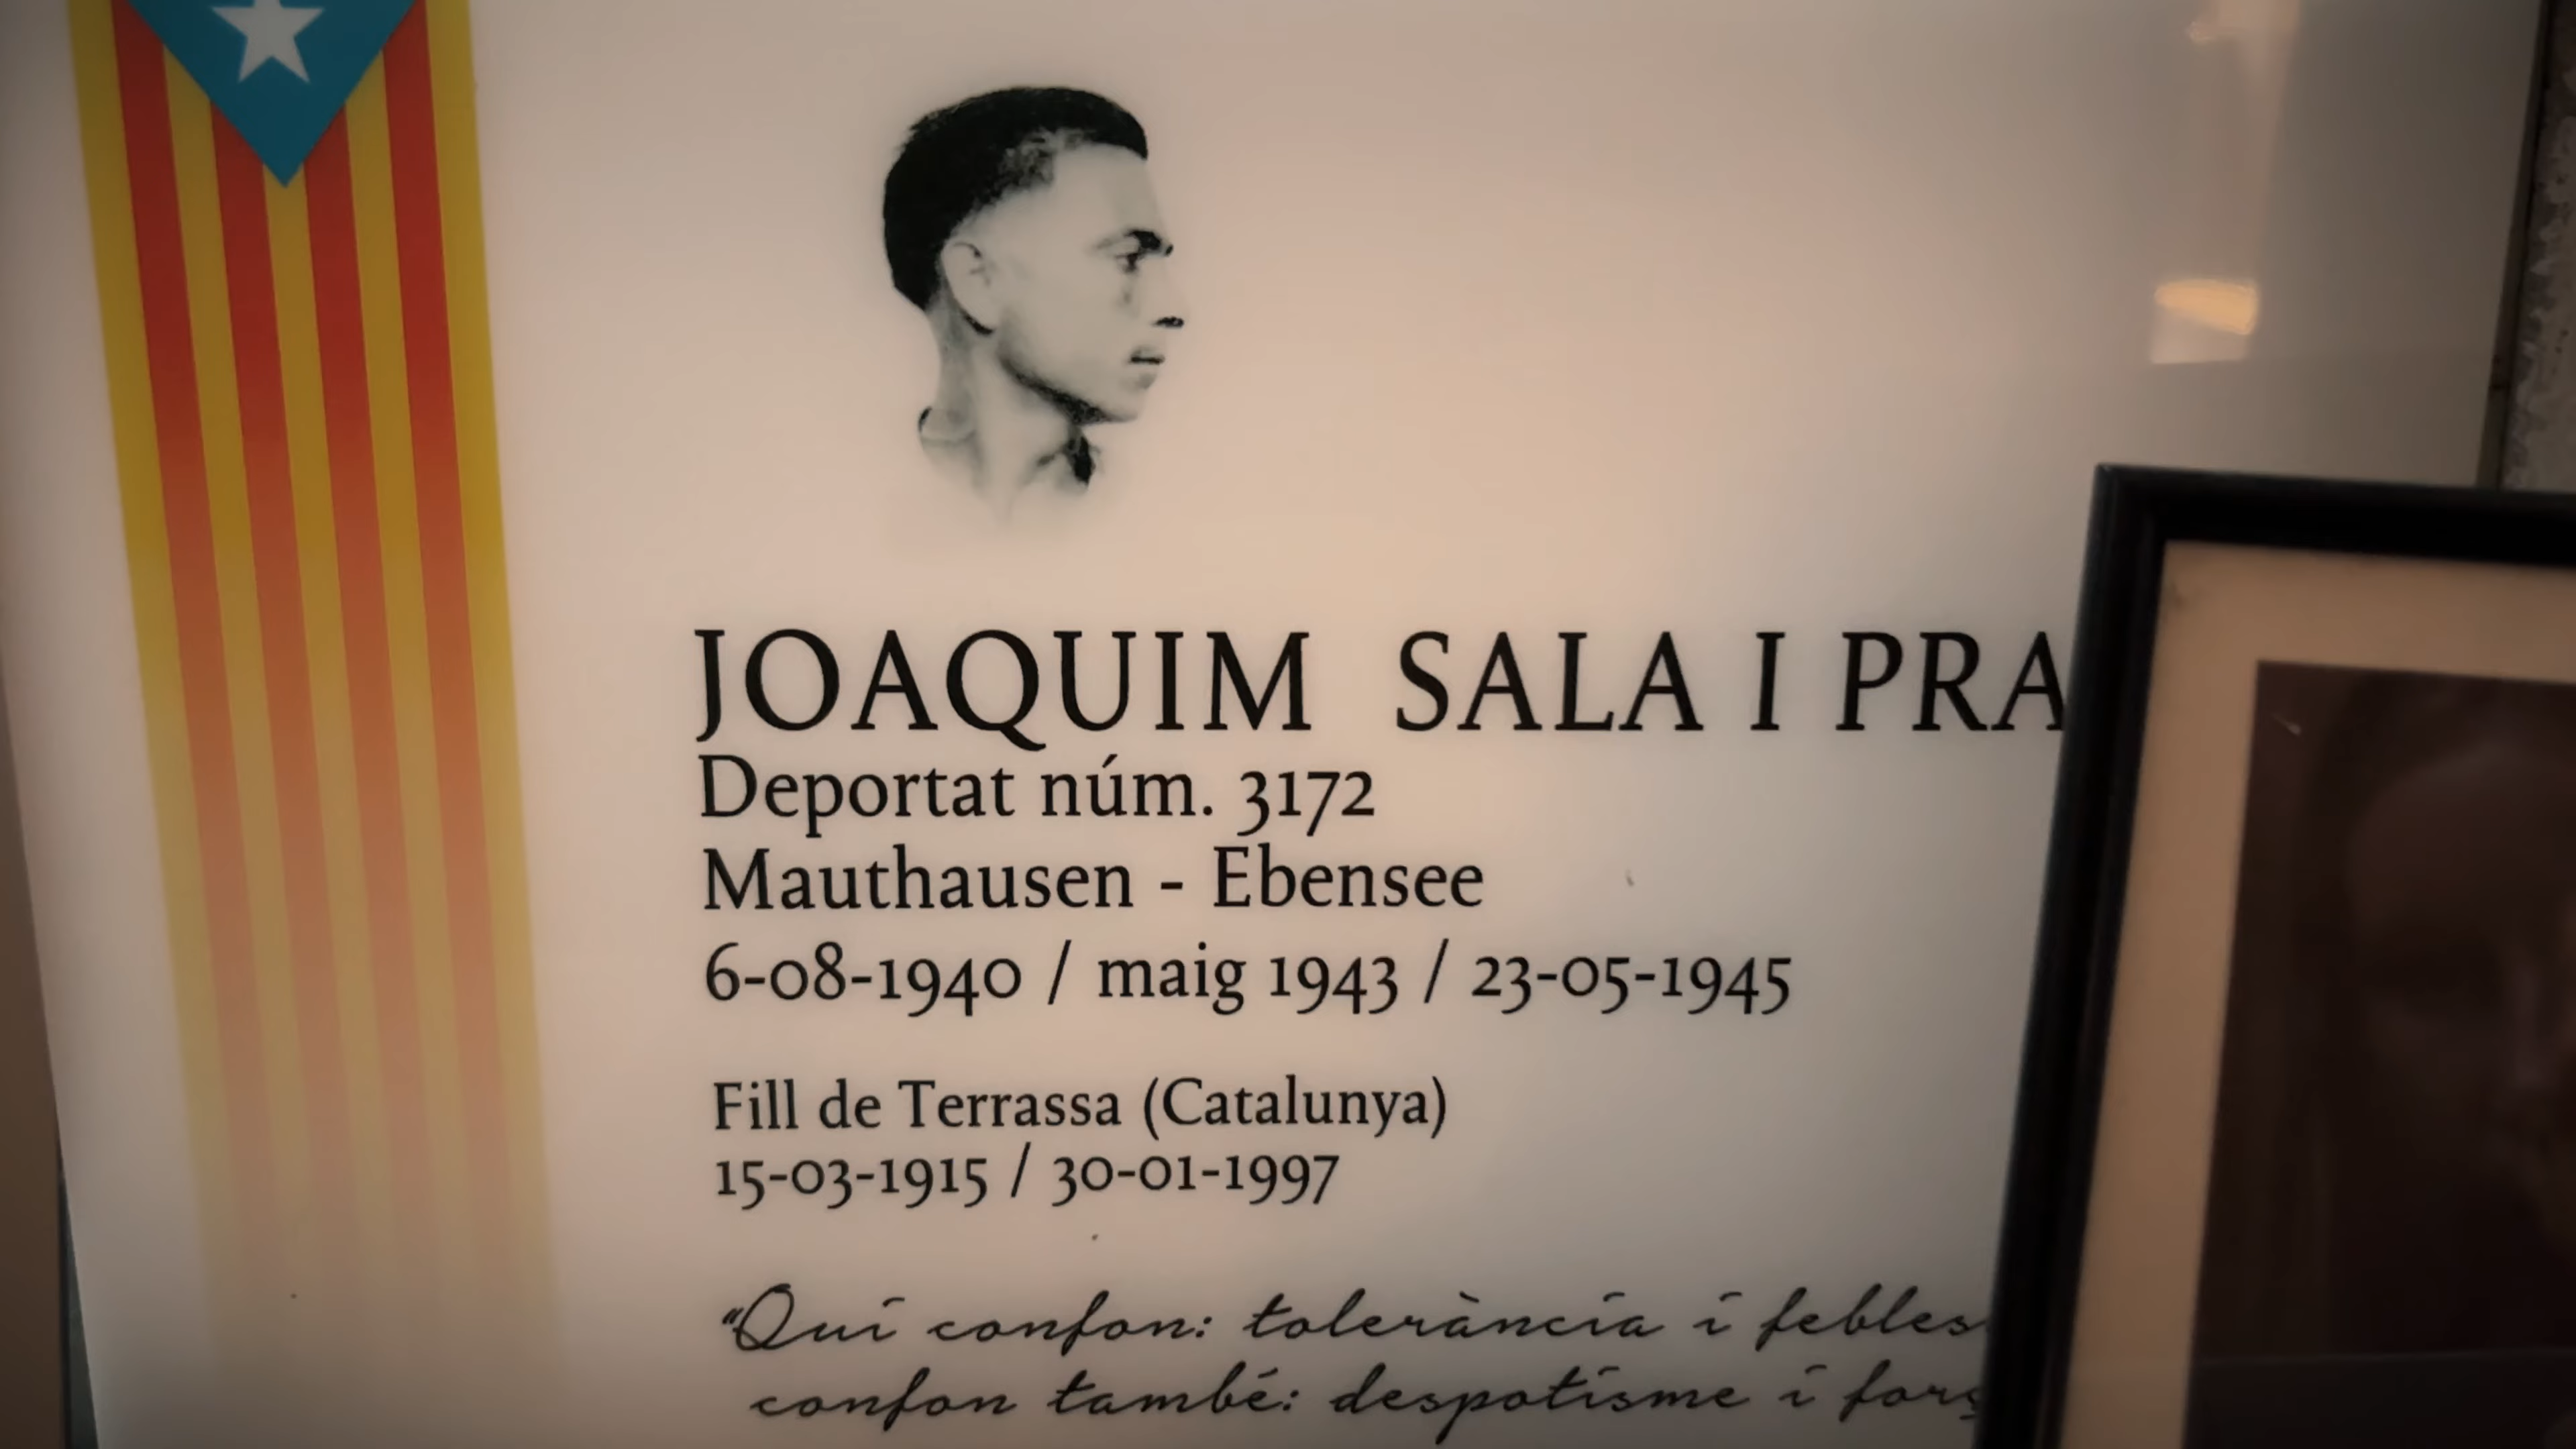 JOAQUIM SALA I PRA
Deportat núm. 3172
Mauthausen - Ebensee
6-08-1940 / maig 1943 / 23-05-1945
Fill de Terrassa (Catalunya)
15-03-1915 / 30-01-1997
“Qui confon: tolerància i febles
confon també: despotisme i forç